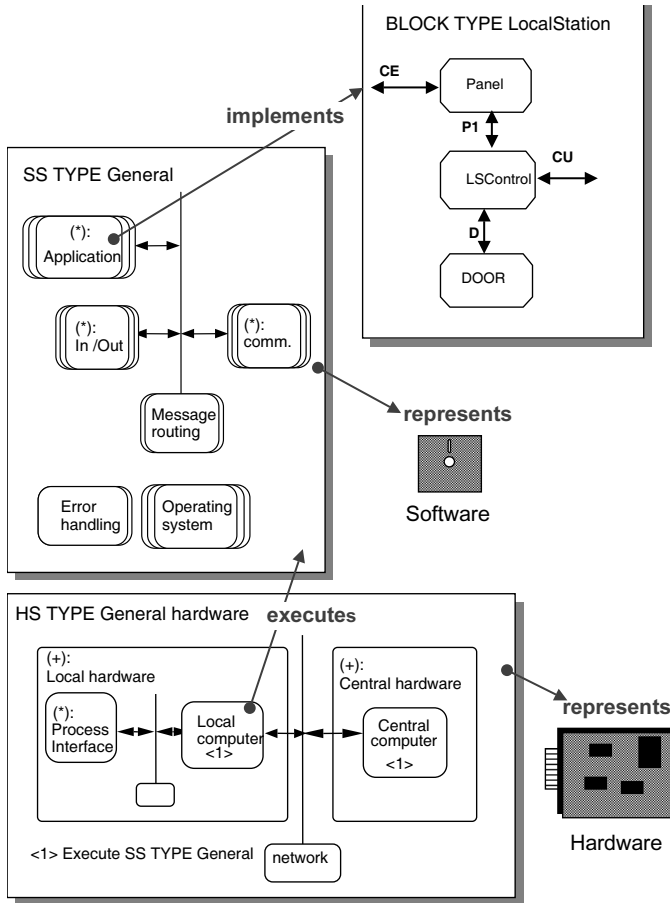 BLOCK TYPE LocalStation
CE
Panel
P1
CU
LSControl
D
DOOR
implements
SS TYPE General
(*):
Application
(*):
In /Out
(*):
comm.
Message
routing
Error
handling
Operating
system
represents
Software
executes
HS TYPE General hardware
(+):
Local hardware
(*):
Process
Interface
Local
computer
<1>
(+):
Central hardware
Central
computer
<1>
<1> Execute SS TYPE General
network
represents
Hardware